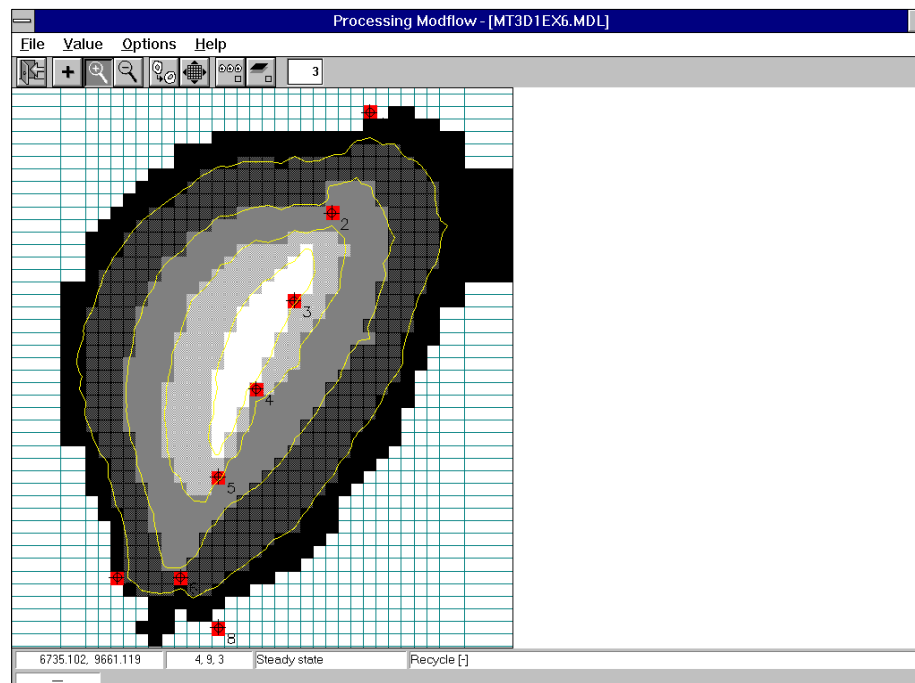 Processing Modflow - [MT3D1EX6.MDL]
File Value Options Help
3
2
3
4
5
8
6735.102, 9661.119 4, 9, 3 Steady state Recycle [-]